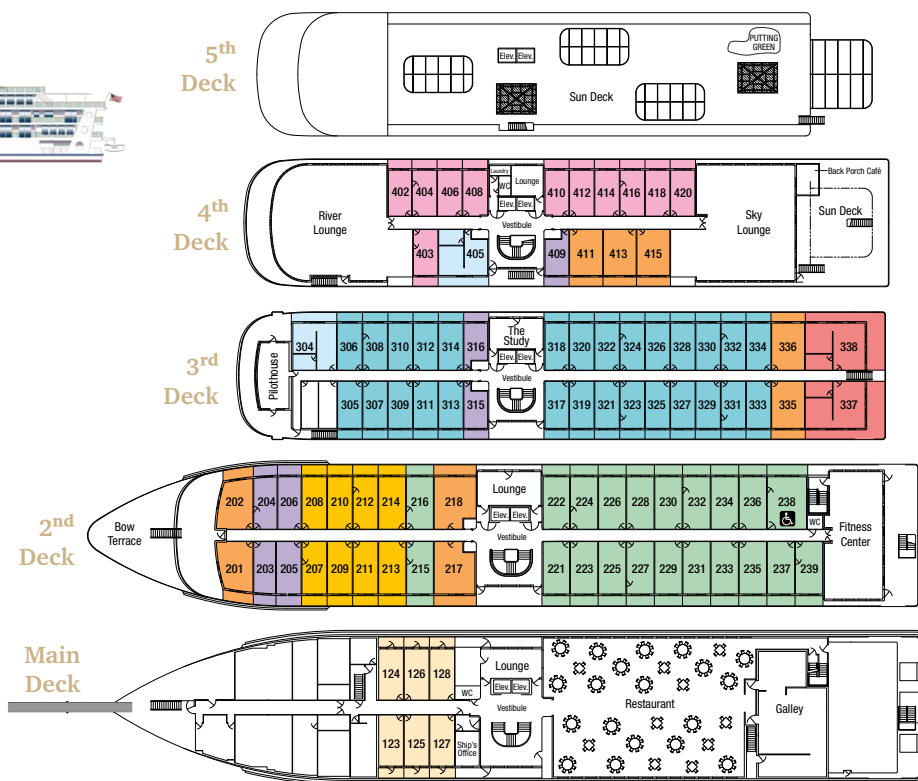 5th
Deck
Elev. Elev.
PUTTING
GREEN
Sun Deck
4th
Deck
River
Lounge
402 404 406 408
Laundry
WC
Lounge
Elev. Elev.
Vestibule
410 412 414 416 418 420
403 405
409 411 413 415
Sky
Lounge
Back Porch Café
Sun Deck
3rd
Deck
Pilothouse
304 306 308 310 312 314 316
The
Study
Elev. Elev.
Vestibule
318 320 322 324 326 328 330 332 334 336 338
305 307 309 311 313 315
317 319 321 323 325 327 329 331 333 335 337
2nd
Deck
Bow
Terrace
202 204 206 208 210 212 214 216 218
Lounge
Elev. Elev.
Vestibule
222 224 226 228 230 232 234 236 238
WC
Fitness
Center
201 203 205 207 209 211 213 215 217
221 223 225 227 229 231 233 235 237 239
Main
Deck
124 126 128
WC
Lounge
Elev. Elev.
Vestibule
Restaurant
Galley
123 125 127
Ship's
Office